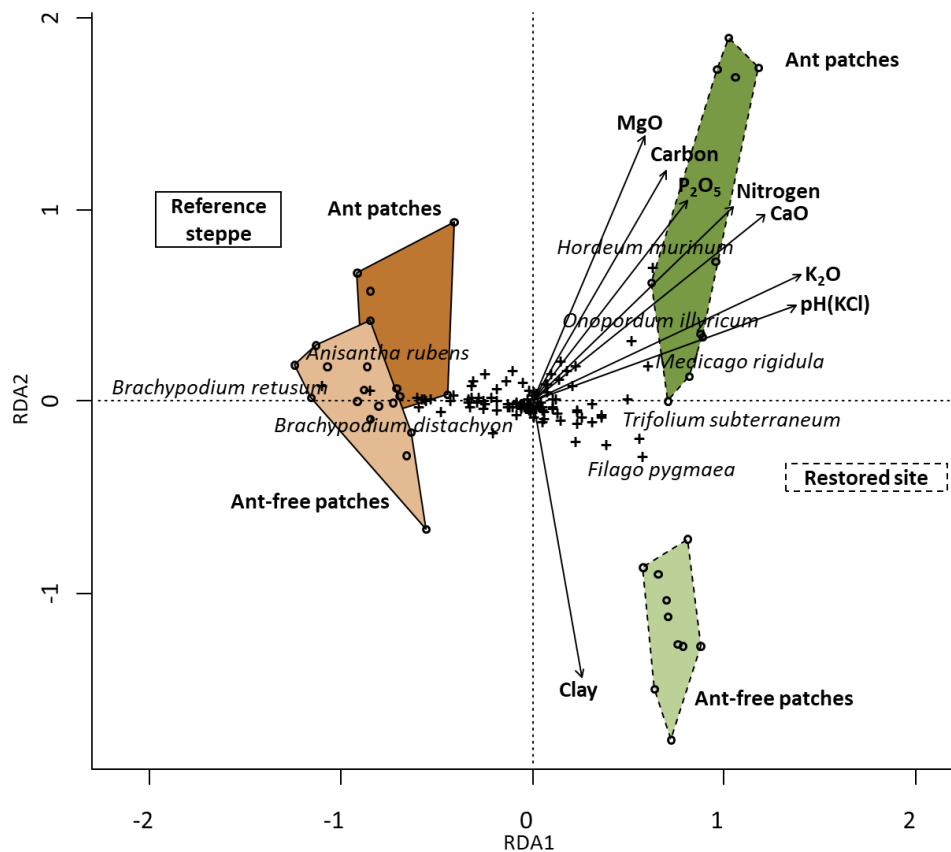 2
Ant patches
MgO
Carbon
P₂O₅
Nitrogen
CaO
Reference
steppe
Ant patches
1
Hordeum murinum
K₂O
pH(KCl)
Onopordum illyricum
Anisantha rubens
Medicago rigidula
Brachypodium retusum
RDA2
0
Brachypodium distachyon
Trifolium subterraneum
Filago pygmaea
Restored site
Ant-free patches
-1
Clay
Ant-free patches
-2
-1
0
1
2
RDA1